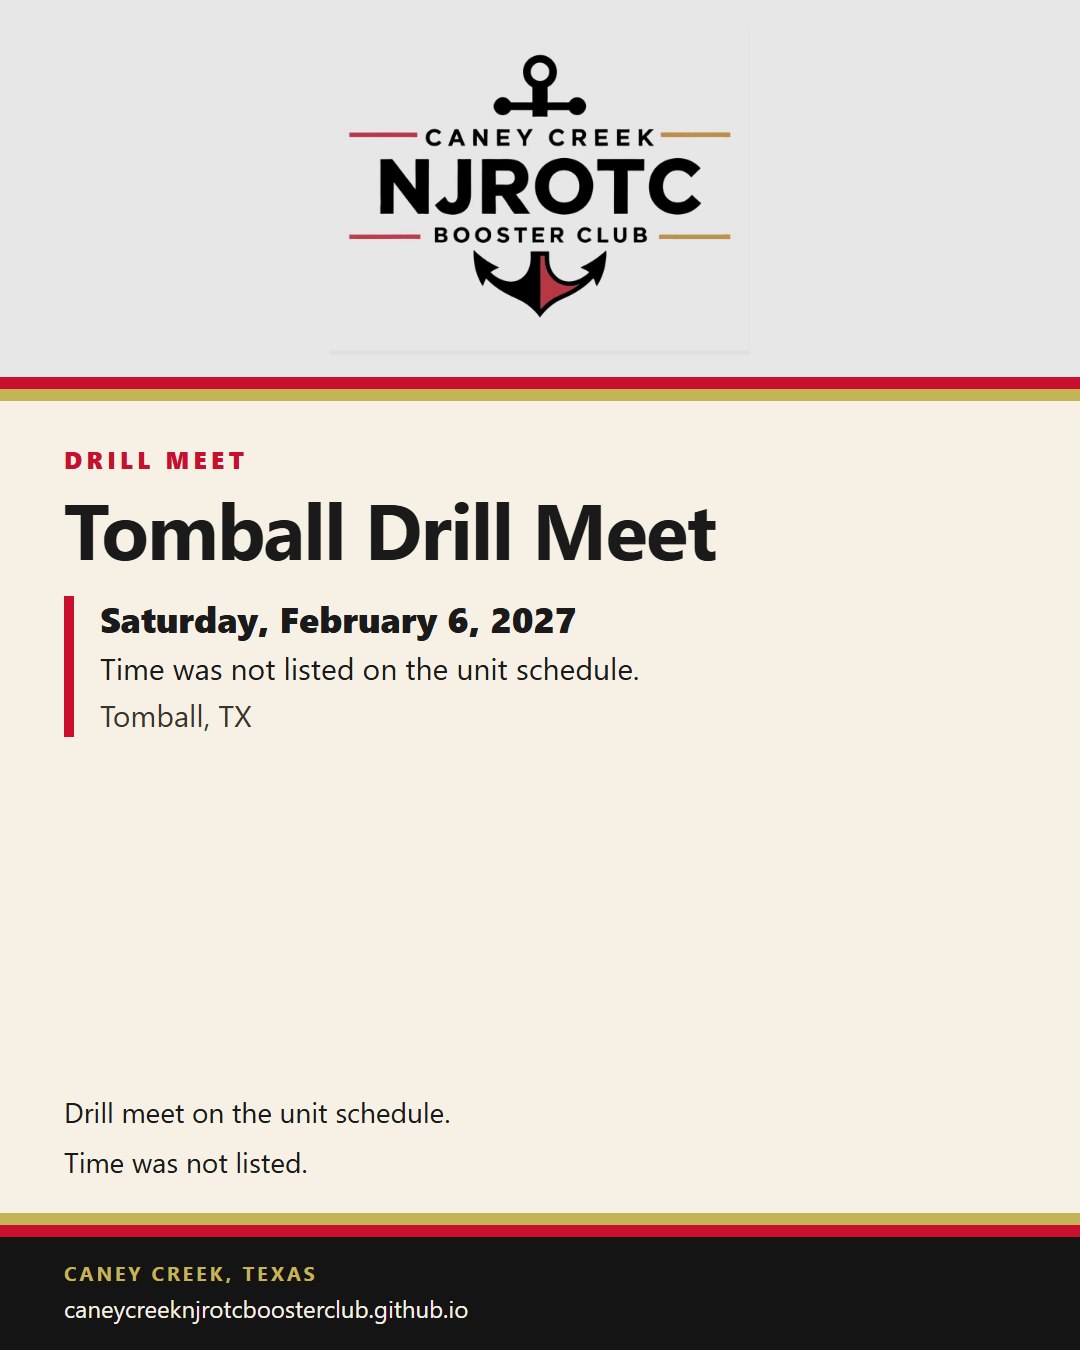 CANEY CREEK
NJROTC
BOOSTER CLUB
DRILL MEET
Tomball Drill Meet
Saturday, February 6, 2027
Time was not listed on the unit schedule.
Tomball, TX
Drill meet on the unit schedule.
Time was not listed.
CANEY CREEK, TEXAS
caneycreeknjrotcboosterclub.github.io